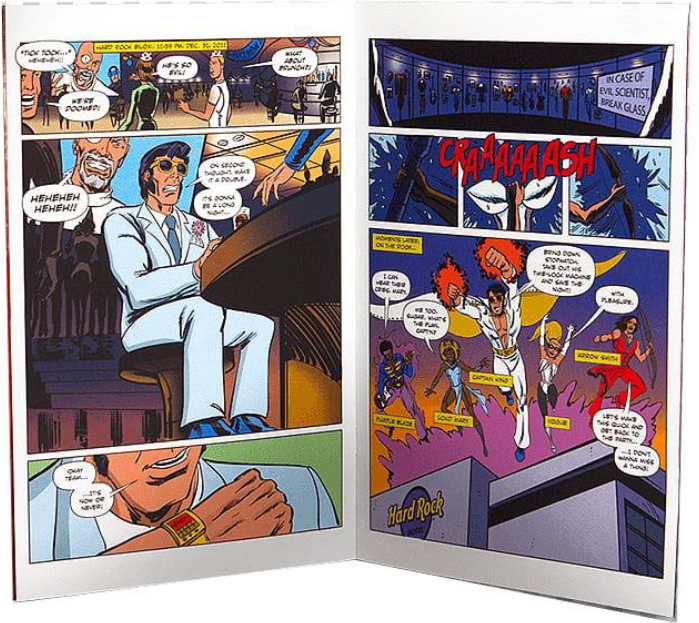 "TICK TOCK..."
HEHEHEH!!
HARD ROCK BILOXI. 11:59 PM. DEC. 31, 2011
WE'RE
DOOMED!
HE'S SO
EVIL!
WHAT
ABOUT
BRUNCH?!
HEHEHEH
HEHEH!!
ON SECOND
THOUGHT, MAKE
IT A DOUBLE.
IT'S GONNA
BE A LONG
NIGHT...
OKAY
TEAM...
...IT'S
NOW OR
NEVER!
IN CASE OF
EVIL SCIENTIST,
BREAK GLASS
CRAAAAAASH
MOMENTS LATER,
ON THE ROOF...
I CAN
HEAR THEIR
CRIES, MARY.
ME TOO,
SUGAR. WHAT'S
THE PLAN,
CAP'N?
BRING DOWN
STOPWATCH,
TAKE OUT HIS
TIME-LOCK MACHINE
AND SAVE THE
NIGHT!
WITH
PLEASURE.
PURPLE BLAZE
LOUD MARY
CAPTAIN KING
VOGUE
ARROW SMITH
LET'S MAKE
THIS QUICK AND
GET BACK TO
THE PARTY...
...I DON'T
WANNA MISS
A THING!
Hard Rock
HOTEL